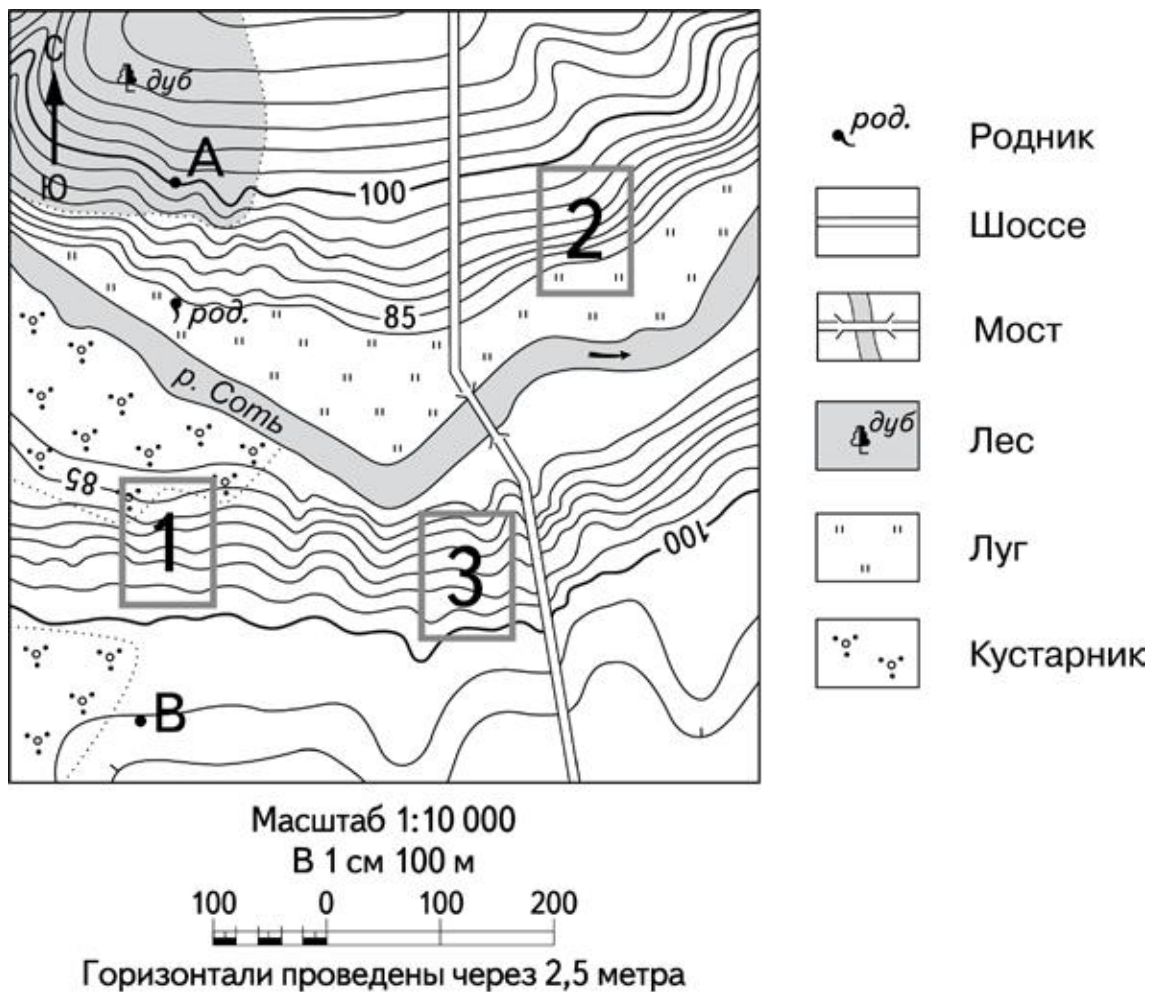 С
дуб
Ю
А
100
2
85
род.
р. Соть
85
1
3
100
В
род.
Родник
Шоссе
Мост
дуб
Лес
Луг
Кустарник
Масштаб 1:10 000
В 1 см 100 м
100 0 100 200
Горизонтали проведены через 2,5 метра